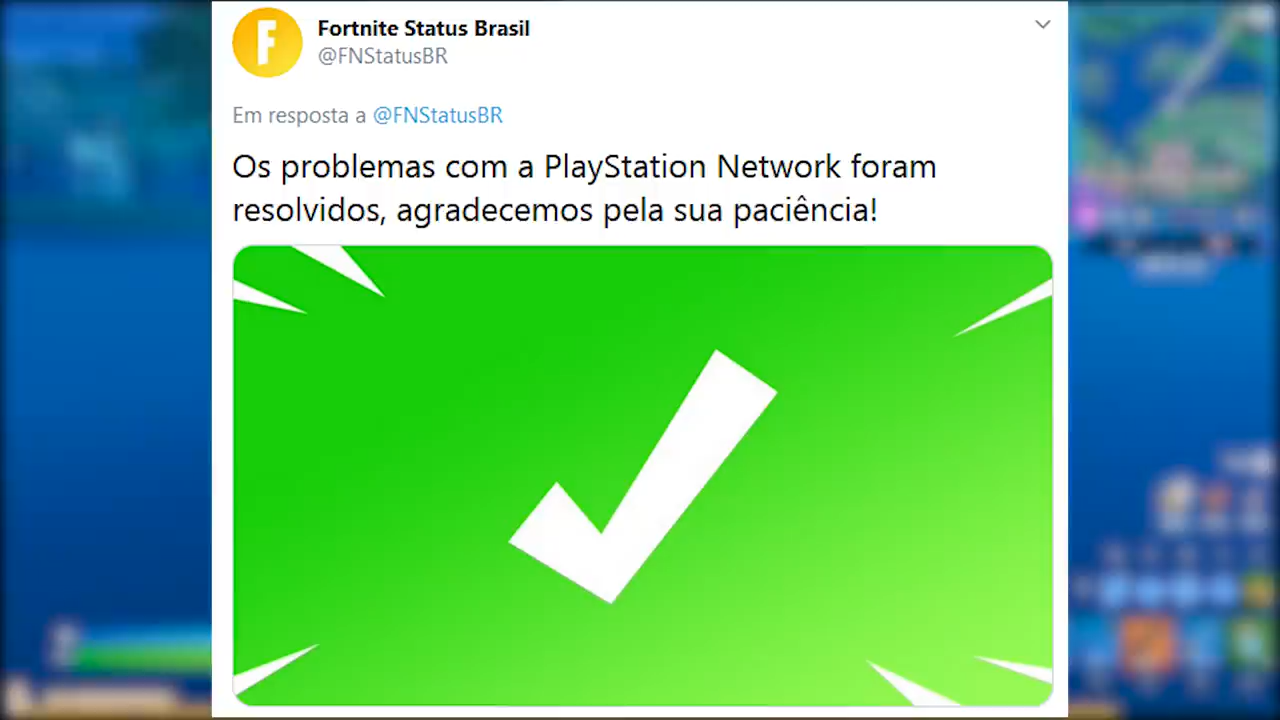 Fortnite Status Brasil
@FNStatusBR
Em resposta a @FNStatusBR
Os problemas com a PlayStation Network foram
resolvidos, agradecemos pela sua paciência!